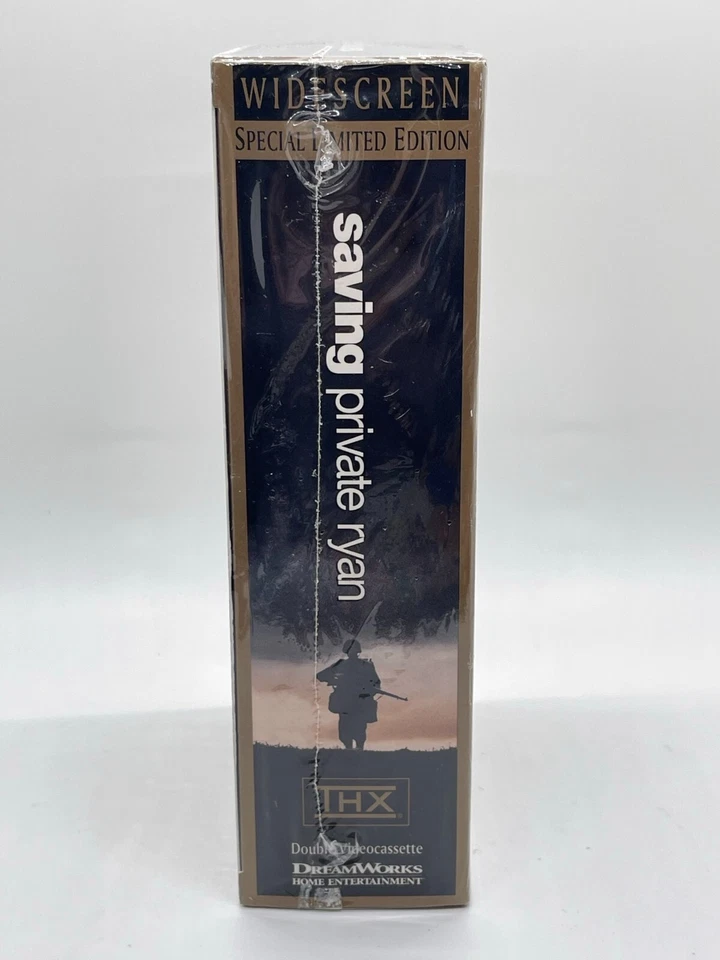 WIDESCREEN
SPECIAL LIMITED EDITION
saving private ryan
THX
Double videocassette
DREAMWORKS
HOME ENTERTAINMENT